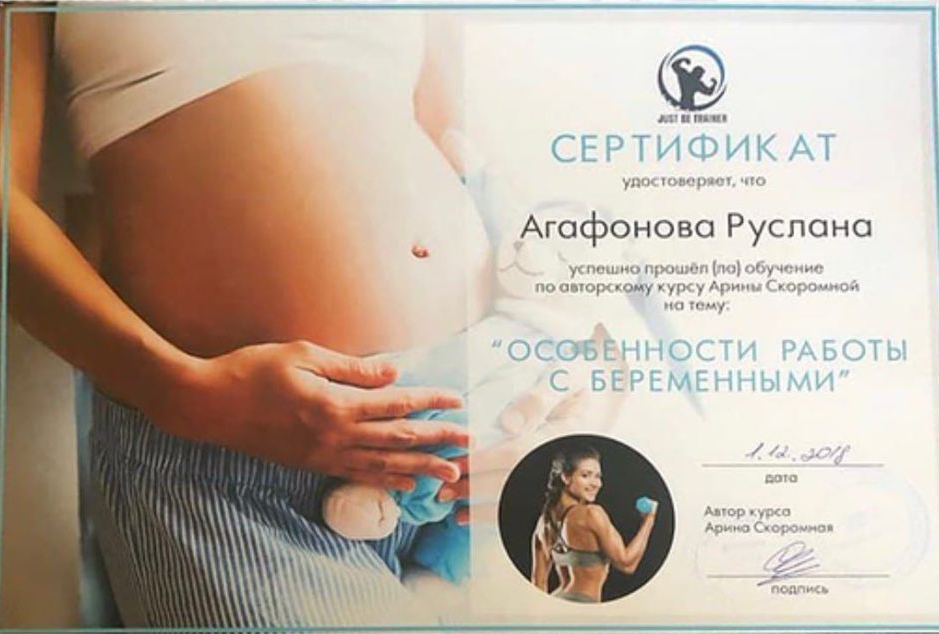 JUST BE TRAINER
СЕРТИФИКАТ
удостоверяет, что
Агафонова Руслана
успешно прошёл (ла) обучение
по авторскому курсу Арины Скоромной
на тему:
“ОСОБЕННОСТИ РАБОТЫ
С БЕРЕМЕННЫМИ”
1.12.2018
дата
Автор курса
Арина Скоромная
подпись